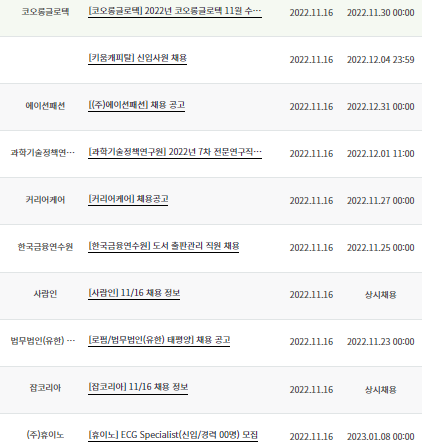 코오롱글로텍 [코오롱글로텍] 2022년 코오롱글로텍 11월 수··· 2022.11.16 2022.11.30 00:00
[키움캐피탈] 신입사원 채용 2022.11.16 2022.12.04 23:59
에이션패션 [(주)에이션패션] 채용 공고 2022.11.16 2022.12.31 00:00
과학기술정책연··· [과학기술정책연구원] 2022년 7차 전문연구직··· 2022.11.16 2022.12.01 11:00
커리어케어 [커리어케어] 채용공고 2022.11.16 2022.11.27 00:00
한국금융연수원 [한국금융연수원] 도서 출판관리 직원 채용 2022.11.16 2022.11.25 00:00
사람인 [사람인] 11/16 채용 정보 2022.11.16 상시채용
법무법인(유한) ··· [로펌/법무법인(유한) 태평양] 채용 공고 2022.11.16 2022.11.23 00:00
잡코리아 [잡코리아] 11/16 채용 정보 2022.11.16 상시채용
(주)휴이노 [휴이노] ECG Specialist(신입/경력 00명) 모집 2022.11.16 2023.01.08 00:00